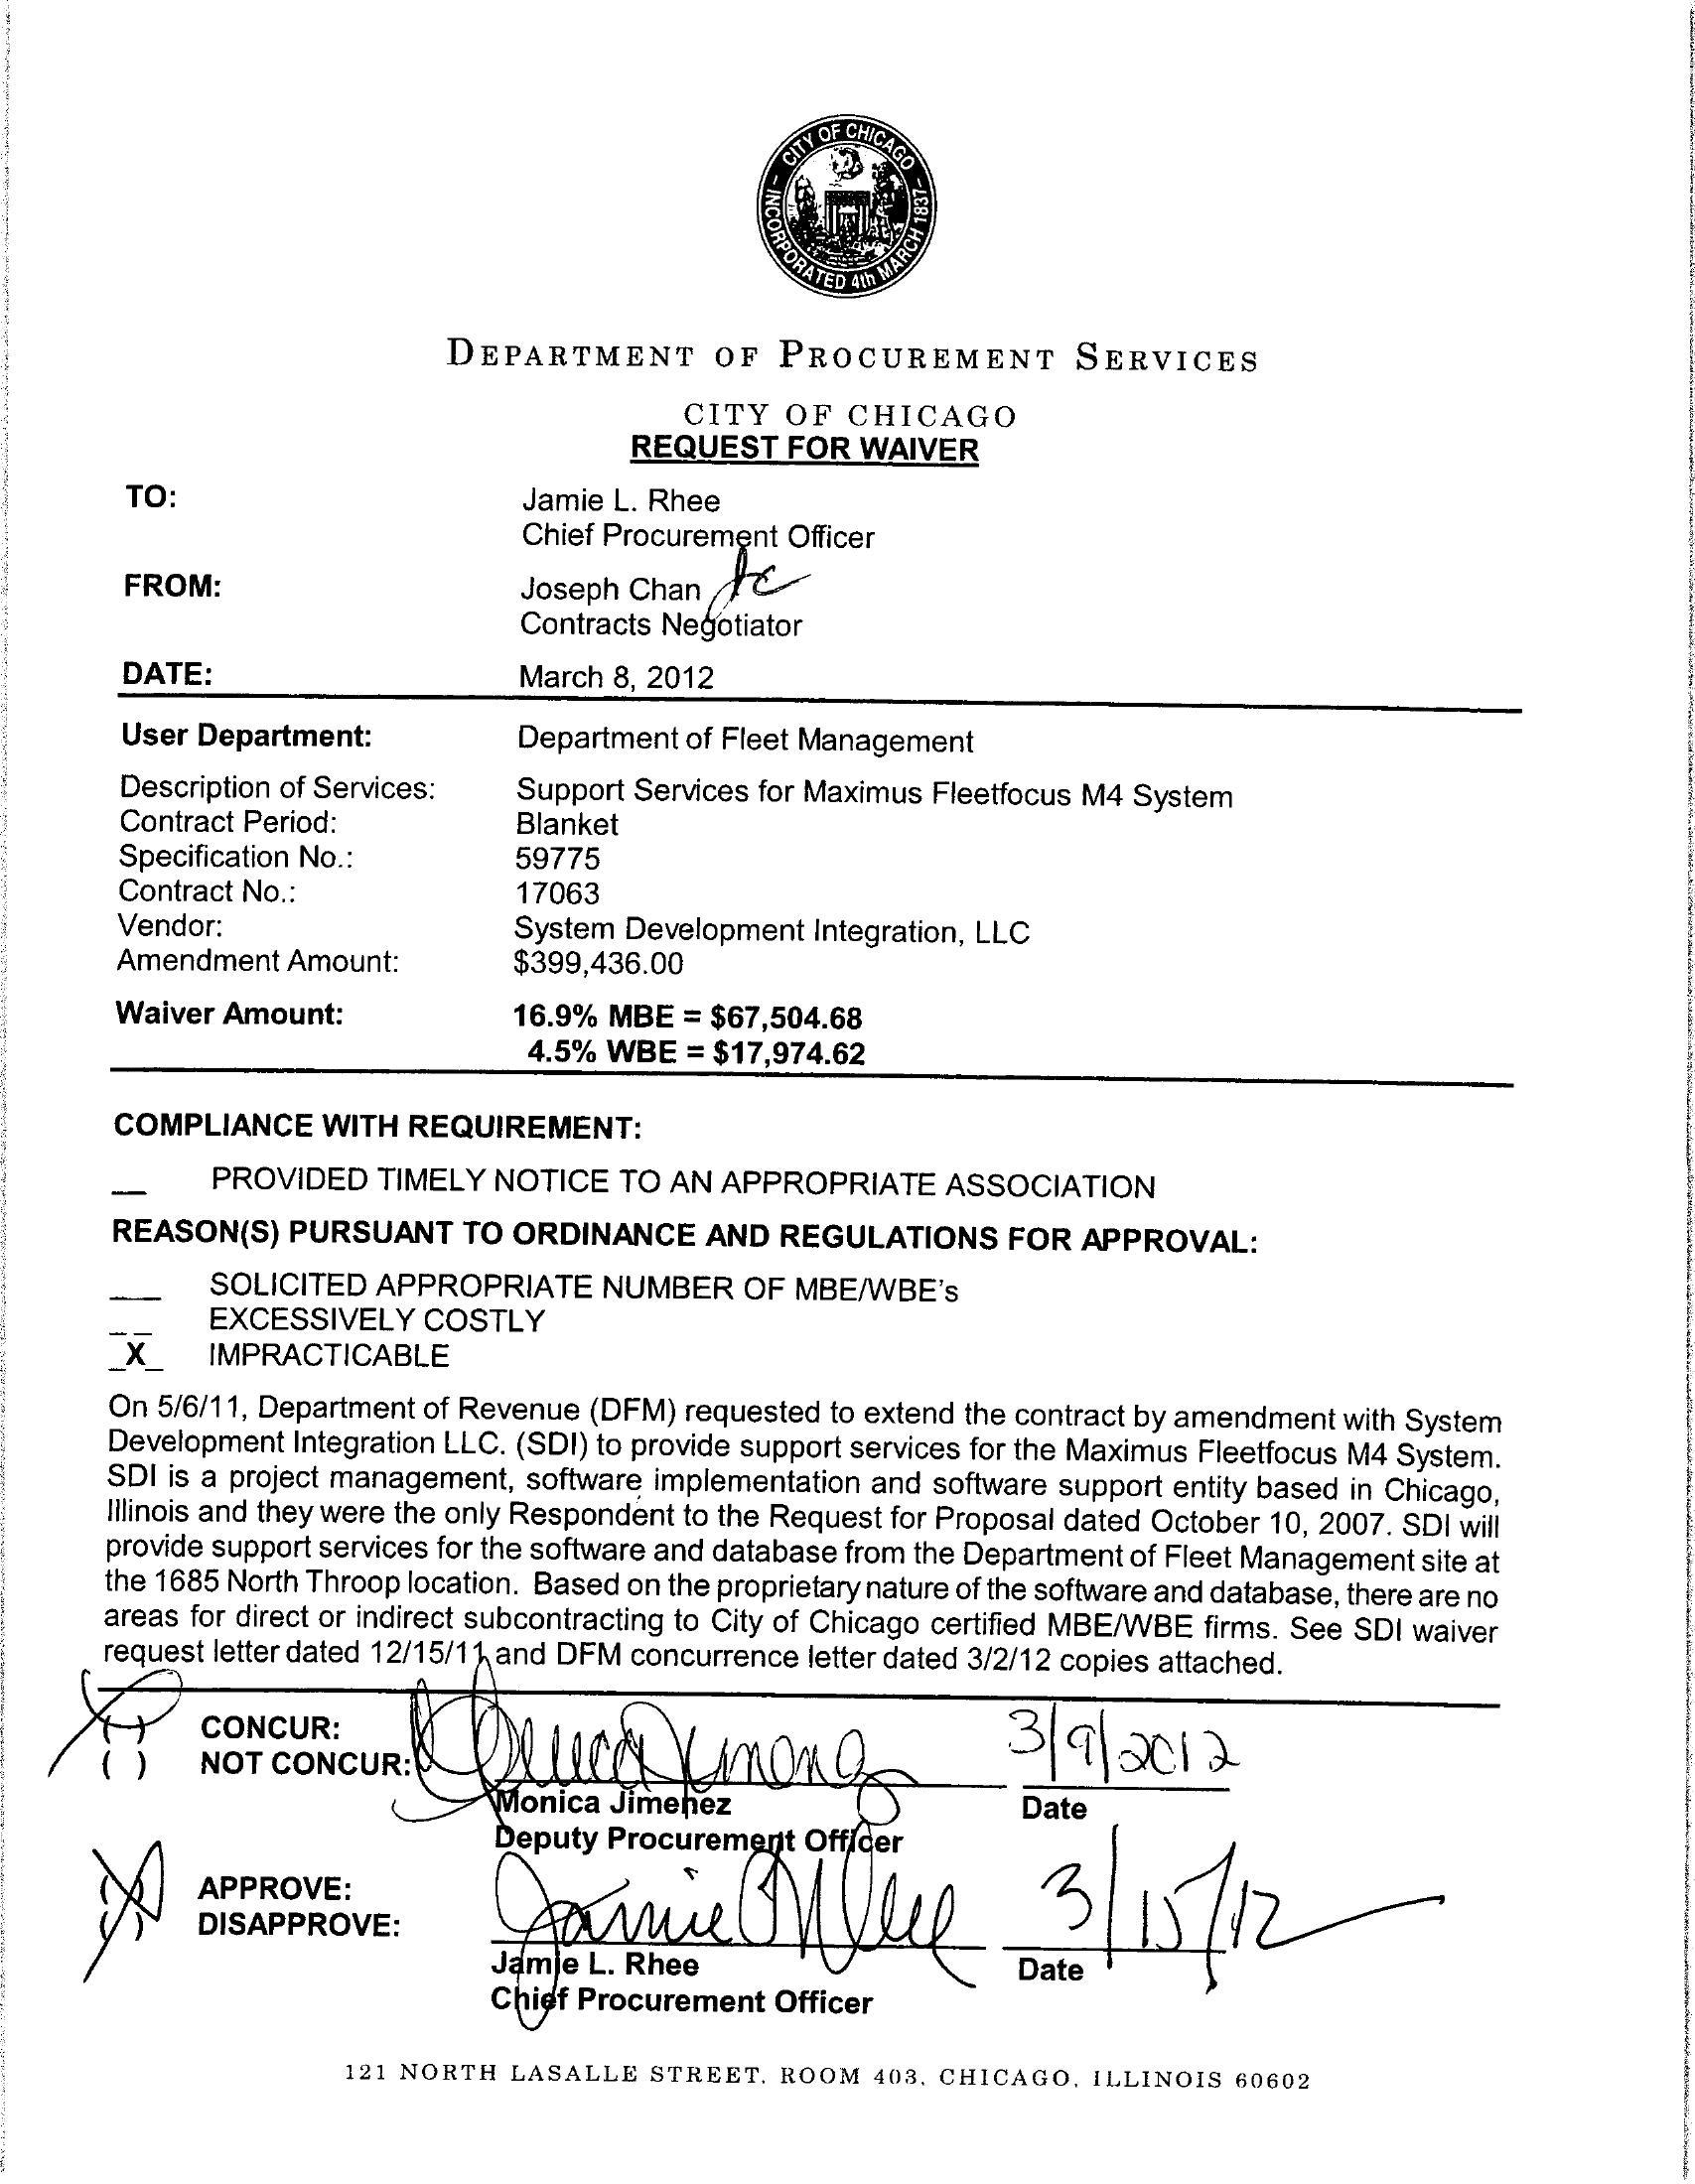 CITY OF CHICAGO
INCORPORATED 4th MARCH 1837
DEPARTMENT OF PROCUREMENT SERVICES
CITY OF CHICAGO
REQUEST FOR WAIVER
TO: Jamie L. Rhee
Chief Procurement Officer
FROM: Joseph Chan JC
Contracts Negotiator
DATE: March 8, 2012
User Department: Department of Fleet Management
Description of Services: Support Services for Maximus Fleetfocus M4 System
Contract Period: Blanket
Specification No.: 59775
Contract No.: 17063
Vendor: System Development Integration, LLC
Amendment Amount: $399,436.00
Waiver Amount: 16.9% MBE = $67,504.68
4.5% WBE = $17,974.62
COMPLIANCE WITH REQUIREMENT:
__ PROVIDED TIMELY NOTICE TO AN APPROPRIATE ASSOCIATION
REASON(S) PURSUANT TO ORDINANCE AND REGULATIONS FOR APPROVAL:
___ SOLICITED APPROPRIATE NUMBER OF MBE/WBE's
__ EXCESSIVELY COSTLY
_X_ IMPRACTICABLE
On 5/6/11, Department of Revenue (DFM) requested to extend the contract by amendment with System
Development Integration LLC. (SDI) to provide support services for the Maximus Fleetfocus M4 System.
SDI is a project management, software implementation and software support entity based in Chicago,
Illinois and they were the only Respondent to the Request for Proposal dated October 10, 2007. SDI will
provide support services for the software and database from the Department of Fleet Management site at
the 1685 North Throop location. Based on the proprietary nature of the software and database, there are no
areas for direct or indirect subcontracting to City of Chicago certified MBE/WBE firms. See SDI waiver
request letter dated 12/15/11 and DFM concurrence letter dated 3/2/12 copies attached.
( ) CONCUR:
( ) NOT CONCUR: Monica Jimenez 3/9/2012
Monica Jimenez Date
Deputy Procurement Officer
( ) APPROVE:
( ) DISAPPROVE: Jamie L Rhee 3/15/12
Jamie L. Rhee Date
Chief Procurement Officer
121 NORTH LASALLE STREET, ROOM 403, CHICAGO, ILLINOIS 60602